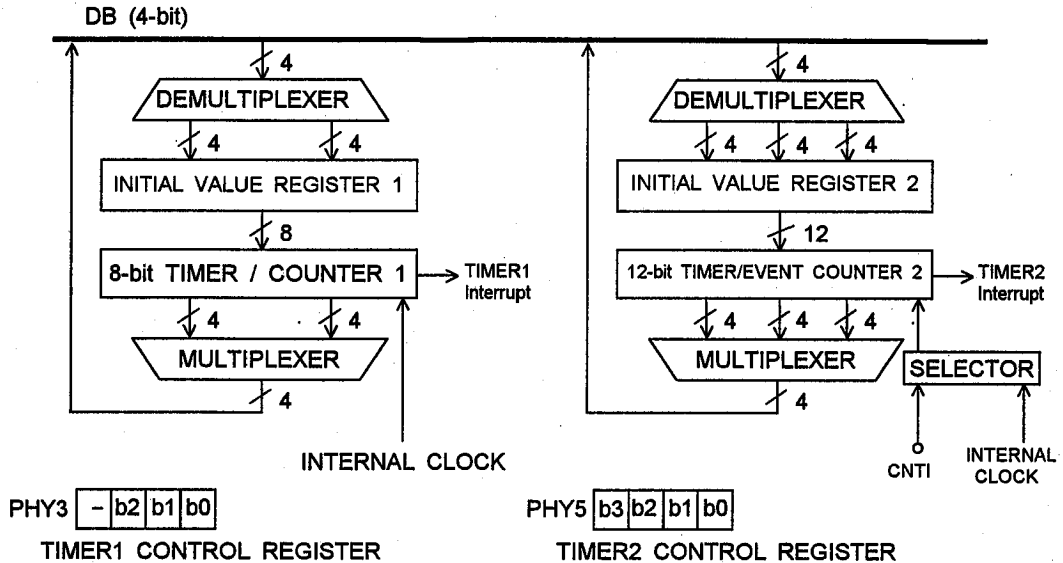 DB (4-bit)
4
4
DEMULTIPLEXER
DEMULTIPLEXER
4
4
4
4
4
INITIAL VALUE REGISTER 1
INITIAL VALUE REGISTER 2
8
12
8-bit TIMER / COUNTER 1
TIMER1
Interrupt
12-bit TIMER/EVENT COUNTER 2
TIMER2
Interrupt
4
4
4
4
4
MULTIPLEXER
MULTIPLEXER
SELECTOR
4
4
INTERNAL CLOCK
CNTI
INTERNAL
CLOCK
PHY3 – b2 b1 b0
PHY5 b3 b2 b1 b0
TIMER1 CONTROL REGISTER
TIMER2 CONTROL REGISTER